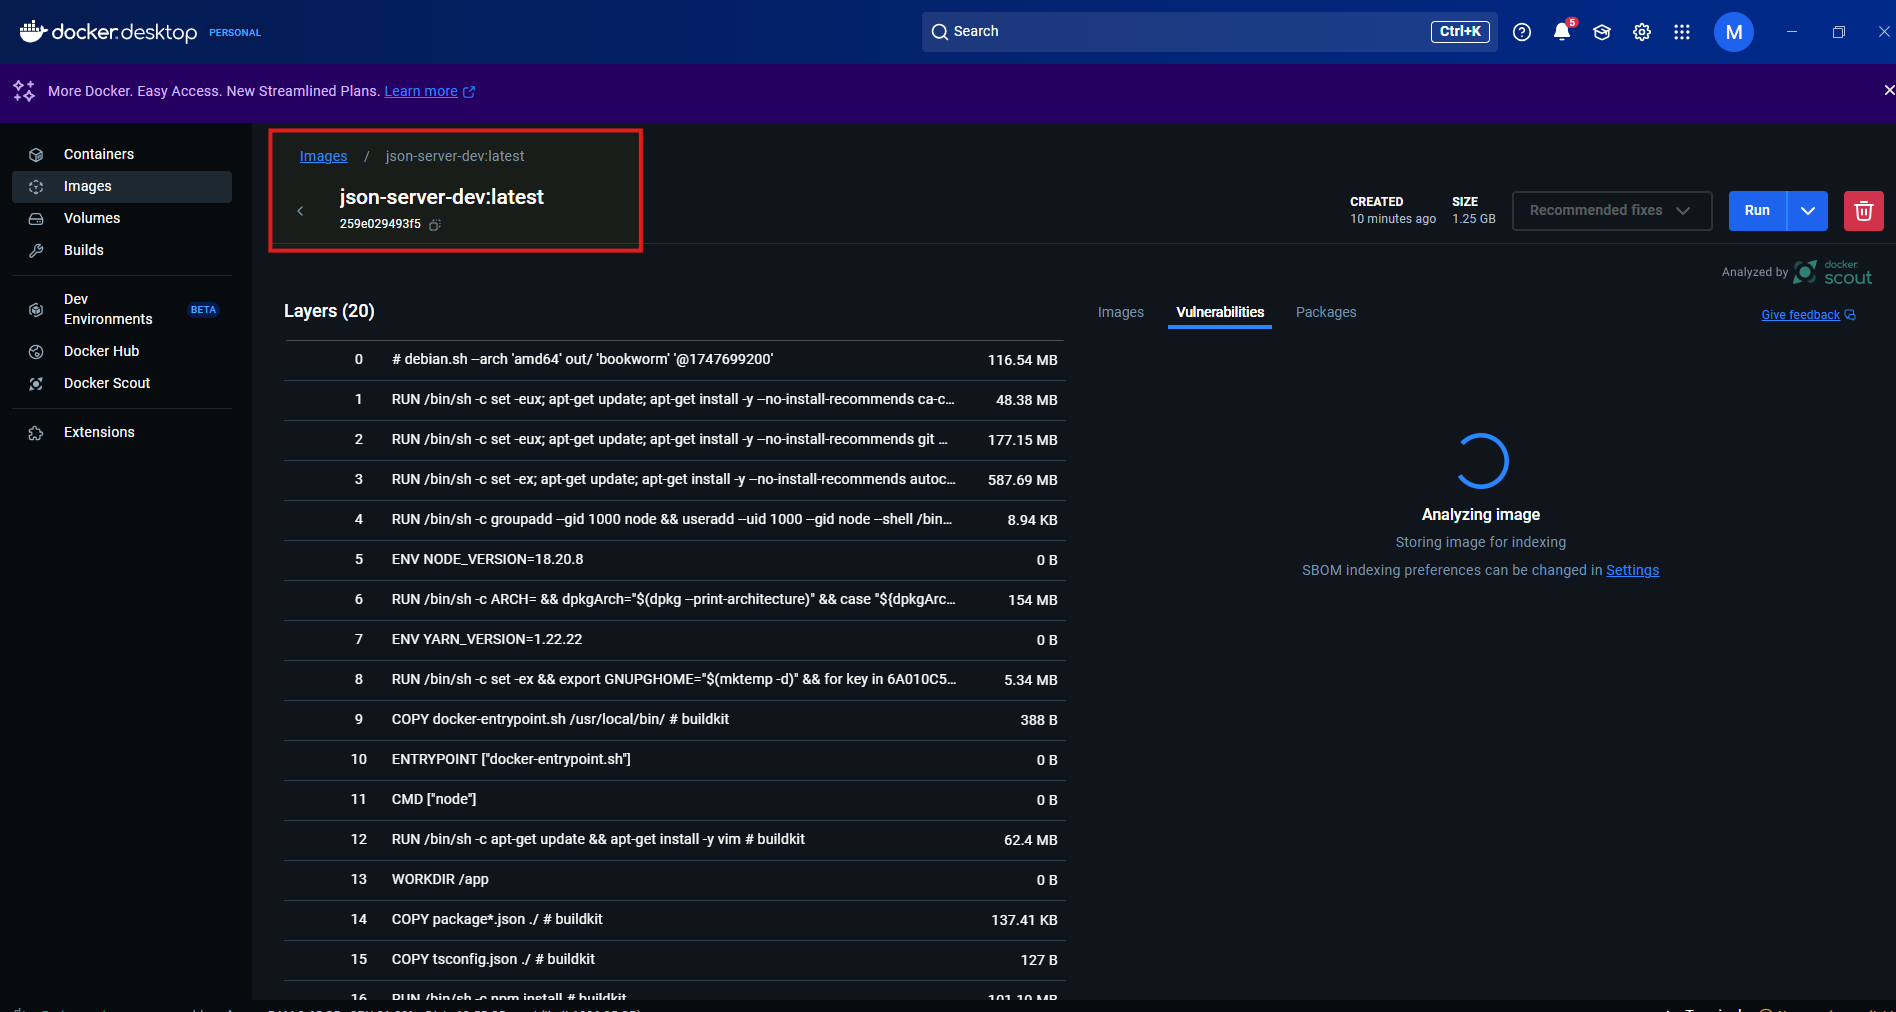 docker.desktop PERSONAL
Search Ctrl+K
5
M
More Docker. Easy Access. New Streamlined Plans. Learn more
Containers
Images
Volumes
Builds
Dev
Environments
BETA
Docker Hub
Docker Scout
Extensions
Images / json-server-dev:latest
json-server-dev:latest
259e029493f5
CREATED
10 minutes ago
SIZE
1.25 GB
Recommended fixes
Run
Analyzed by docker scout
Give feedback
Layers (20)
0 # debian.sh --arch 'amd64' out/ 'bookworm' '@1747699200' 116.54 MB
1 RUN /bin/sh -c set -eux; apt-get update; apt-get install -y --no-install-recommends ca-c... 48.38 MB
2 RUN /bin/sh -c set -eux; apt-get update; apt-get install -y --no-install-recommends git ... 177.15 MB
3 RUN /bin/sh -c set -ex; apt-get update; apt-get install -y --no-install-recommends autoc... 587.69 MB
4 RUN /bin/sh -c groupadd --gid 1000 node && useradd --uid 1000 --gid node --shell /bin... 8.94 KB
5 ENV NODE_VERSION=18.20.8 0 B
6 RUN /bin/sh -c ARCH= && dpkgArch="$(dpkg --print-architecture)" && case "${dpkgArc... 154 MB
7 ENV YARN_VERSION=1.22.22 0 B
8 RUN /bin/sh -c set -ex && export GNUPGHOME="$(mktemp -d)" && for key in 6A010C5... 5.34 MB
9 COPY docker-entrypoint.sh /usr/local/bin/ # buildkit 388 B
10 ENTRYPOINT ["docker-entrypoint.sh"] 0 B
11 CMD ["node"] 0 B
12 RUN /bin/sh -c apt-get update && apt-get install -y vim # buildkit 62.4 MB
13 WORKDIR /app 0 B
14 COPY package*.json ./ # buildkit 137.41 KB
15 COPY tsconfig.json ./ # buildkit 127 B
16 RUN /bin/sh -c npm install # buildkit 101.19 MB
Images Vulnerabilities Packages
Analyzing image
Storing image for indexing
SBOM indexing preferences can be changed in Settings